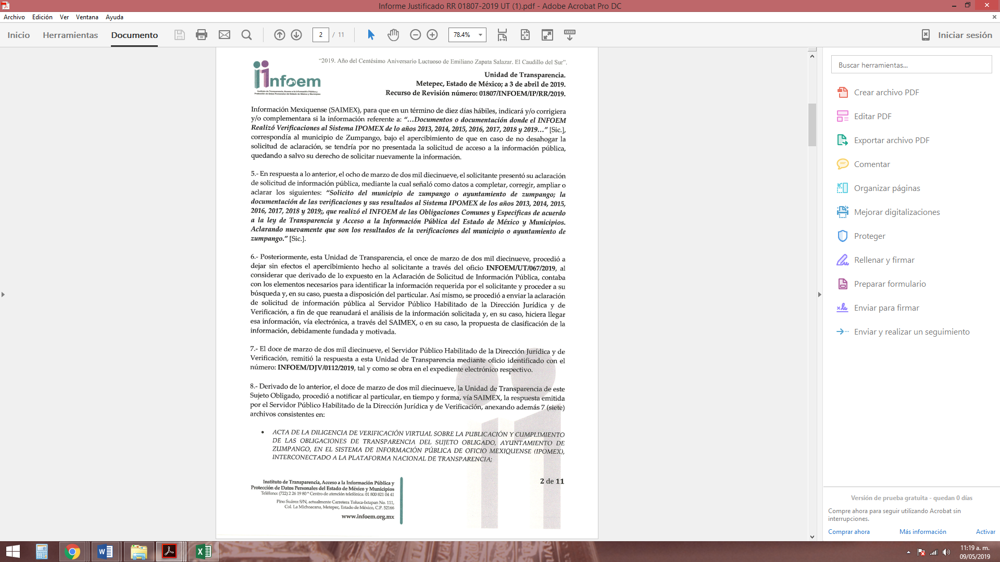 Informe Justificado RR 01807-2019 UT (1).pdf - Adobe Acrobat Pro DC
Archivo Edición Ver Ventana Ayuda
Inicio Herramientas Documento
2 / 11
78.4%
Iniciar sesión
“2019. Año del Centésimo Aniversario Luctuoso de Emiliano Zapata Salazar. El Caudillo del Sur”.
infoem
Instituto de Transparencia, Acceso a la Información Pública y
Protección de Datos Personales del Estado de México y Municipios
Unidad de Transparencia.
Metepec, Estado de México; a 3 de abril de 2019.
Recurso de Revisión número: 01807/INFOEM/IP/RR/2019.
Información Mexiquense (SAIMEX), para que en un término de diez días hábiles, indicará y/o corrigiera
y/o complementara si la información referente a: “…Documentos o documentación donde el INFOEM
Realizó Verificaciones al Sistema IPOMEX de lo años 2013, 2014, 2015, 2016, 2017, 2018 y 2019…” [Sic.],
correspondía al municipio de Zumpango, bajo el apercibimiento de que en caso de no desahogar la
solicitud de aclaración, se tendría por no presentada la solicitud de acceso a la información pública,
quedando a salvo su derecho de solicitar nuevamente la información.
5.- En respuesta a lo anterior, el ocho de marzo de dos mil diecinueve, el solicitante presentó su aclaración
de solicitud de información pública, mediante la cual señaló como datos a completar, corregir, ampliar o
aclarar los siguientes: “Solicito del municipio de zumpango o ayuntamiento de zumpango; la
documentación de las verificaciones y sus resultados al Sistema IPOMEX de los años 2013, 2014, 2015,
2016, 2017, 2018 y 2019;, que realizó el INFOEM de las Obligaciones Comunes y Especificas de acuerdo
a la ley de Transparencia y Acceso a la Información Pública del Estado de México y Municipios.
Aclarando nuevamente que son los resultados de la verificaciones del municipio o ayuntamiento de
zumpango.” [Sic.].
6.- Posteriormente, esta Unidad de Transparencia, el once de marzo de dos mil diecinueve, procedió a
dejar sin efectos el apercibimiento hecho al solicitante a través del oficio INFOEM/UT/067/2019, al
considerar que derivado de lo expuesto en la Aclaración de Solicitud de Información Pública, contaba
con los elementos necesarios para identificar la información requerida por el solicitante y proceder a su
búsqueda y, en su caso, puesta a disposición del particular. Así mismo, se procedió a enviar la aclaración
de solicitud de información pública al Servidor Público Habilitado de la Dirección Jurídica y de
Verificación, a fin de que reanudará el análisis de la información solicitada y, en su caso, hiciera llegar
esa información, vía electrónica, a través del SAIMEX, o en su caso, la propuesta de clasificación de la
información, debidamente fundada y motivada.
7.- El doce de marzo de dos mil diecinueve, el Servidor Público Habilitado de la Dirección Jurídica y de
Verificación, remitió la respuesta a esta Unidad de Transparencia mediante oficio identificado con el
número: INFOEM/DJV/0112/2019, tal y como se obra en el expediente electrónico respectivo.
8.- Derivado de lo anterior, el doce de marzo de dos mil diecinueve, la Unidad de Transparencia de este
Sujeto Obligado, procedió a notificar al particular, en tiempo y forma, vía SAIMEX, la respuesta emitida
por el Servidor Público Habilitado de la Dirección Jurídica y de Verificación, anexando además 7 (siete)
archivos consistentes en:
• ACTA DE LA DILIGENCIA DE VERIFICACIÓN VIRTUAL SOBRE LA PUBLICACIÓN Y CUMPLIMIENTO
DE LAS OBLIGACIONES DE TRANSPARENCIA DEL SUJETO OBLIGADO, AYUNTAMIENTO DE
ZUMPANGO, EN EL SISTEMA DE INFORMACIÓN PÚBLICA DE OFICIO MEXIQUENSE (IPOMEX),
INTERCONECTADO A LA PLATAFORMA NACIONAL DE TRANSPARENCIA;
Instituto de Transparencia, Acceso a la Información Pública y
Protección de Datos Personales del Estado de México y Municipios
Teléfono: (722) 2 26 19 80 * Centro de atención telefónica: 01 800 821 04 41
Pino Suárez S/N, actualmente Carretera Toluca-Ixtapan No. 111,
Col. La Michoacana, Metepec, Estado de México, C.P. 52166
www.infoem.org.mx
2 de 11
Buscar herramientas...
Crear archivo PDF
Editar PDF
Exportar archivo PDF
Comentar
Organizar páginas
Mejorar digitalizaciones
Proteger
Rellenar y firmar
Preparar formulario
Enviar para firmar
Enviar y realizar un seguimiento
Versión de prueba gratuita - quedan 0 días
Compre ahora para seguir utilizando Acrobat sin
interrupciones.
Comprar ahora Más información Activar
11:19 a. m.
09/05/2019